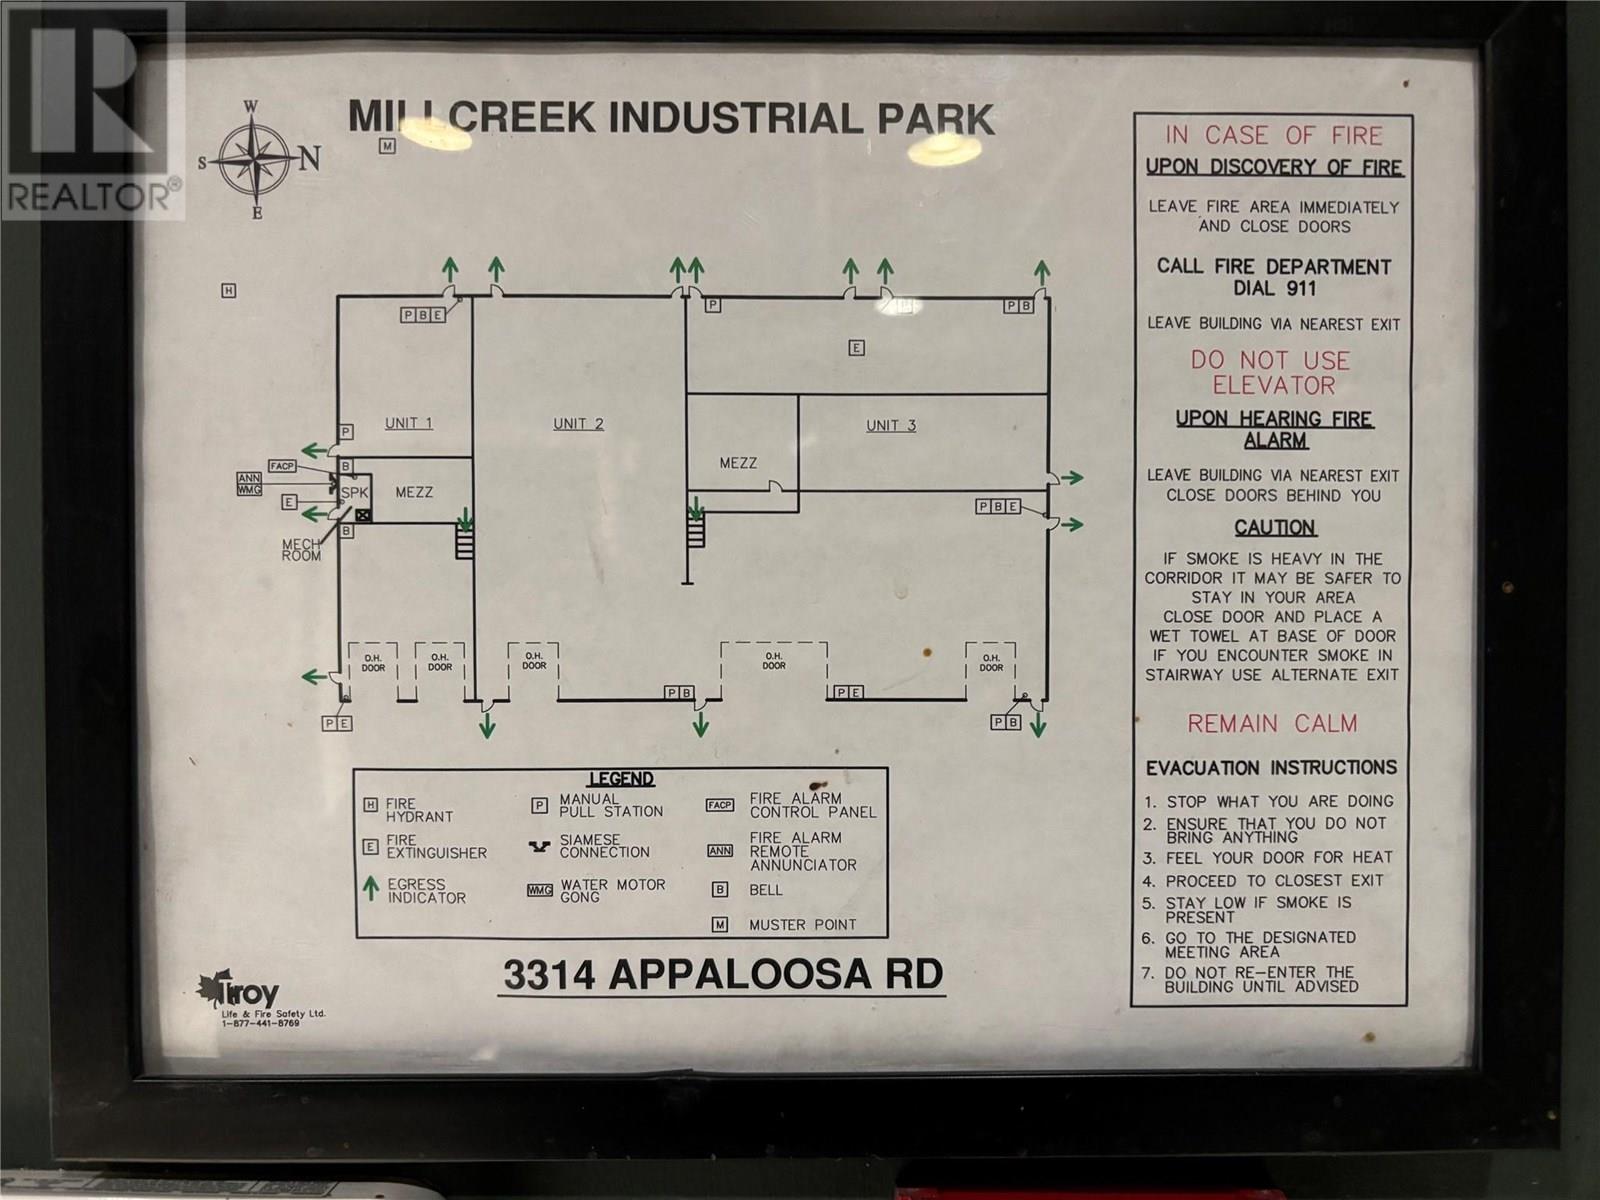 REALTOR®
MILLCREEK INDUSTRIAL PARK
W
S
N
E
M
H
P B E
P
P B
E
UNIT 1
UNIT 2
UNIT 3
P
B
FACP
ANN
WMG
E
SPK
MEZZ
MEZZ
P B E
B
MECH
ROOM
O.H.
DOOR
O.H.
DOOR
O.H.
DOOR
O.H.
DOOR
O.H.
DOOR
P B
P E
P E
P B
LEGEND
H FIRE
HYDRANT
E FIRE
EXTINGUISHER
EGRESS
INDICATOR
P MANUAL
PULL STATION
SIAMESE
CONNECTION
WMG WATER MOTOR
GONG
FACP FIRE ALARM
CONTROL PANEL
ANN FIRE ALARM
REMOTE
ANNUNCIATOR
B BELL
M MUSTER POINT
3314 APPALOOSA RD
Troy
Life & Fire Safety Ltd.
1-877-441-8769
IN CASE OF FIRE
UPON DISCOVERY OF FIRE
LEAVE FIRE AREA IMMEDIATELY
AND CLOSE DOORS
CALL FIRE DEPARTMENT
DIAL 911
LEAVE BUILDING VIA NEAREST EXIT
DO NOT USE
ELEVATOR
UPON HEARING FIRE
ALARM
LEAVE BUILDING VIA NEAREST EXIT
CLOSE DOORS BEHIND YOU
CAUTION
IF SMOKE IS HEAVY IN THE
CORRIDOR IT MAY BE SAFER TO
STAY IN YOUR AREA
CLOSE DOOR AND PLACE A
WET TOWEL AT BASE OF DOOR
IF YOU ENCOUNTER SMOKE IN
STAIRWAY USE ALTERNATE EXIT
REMAIN CALM
EVACUATION INSTRUCTIONS
1. STOP WHAT YOU ARE DOING
2. ENSURE THAT YOU DO NOT
BRING ANYTHING
3. FEEL YOUR DOOR FOR HEAT
4. PROCEED TO CLOSEST EXIT
5. STAY LOW IF SMOKE IS
PRESENT
6. GO TO THE DESIGNATED
MEETING AREA
7. DO NOT RE-ENTER THE
BUILDING UNTIL ADVISED